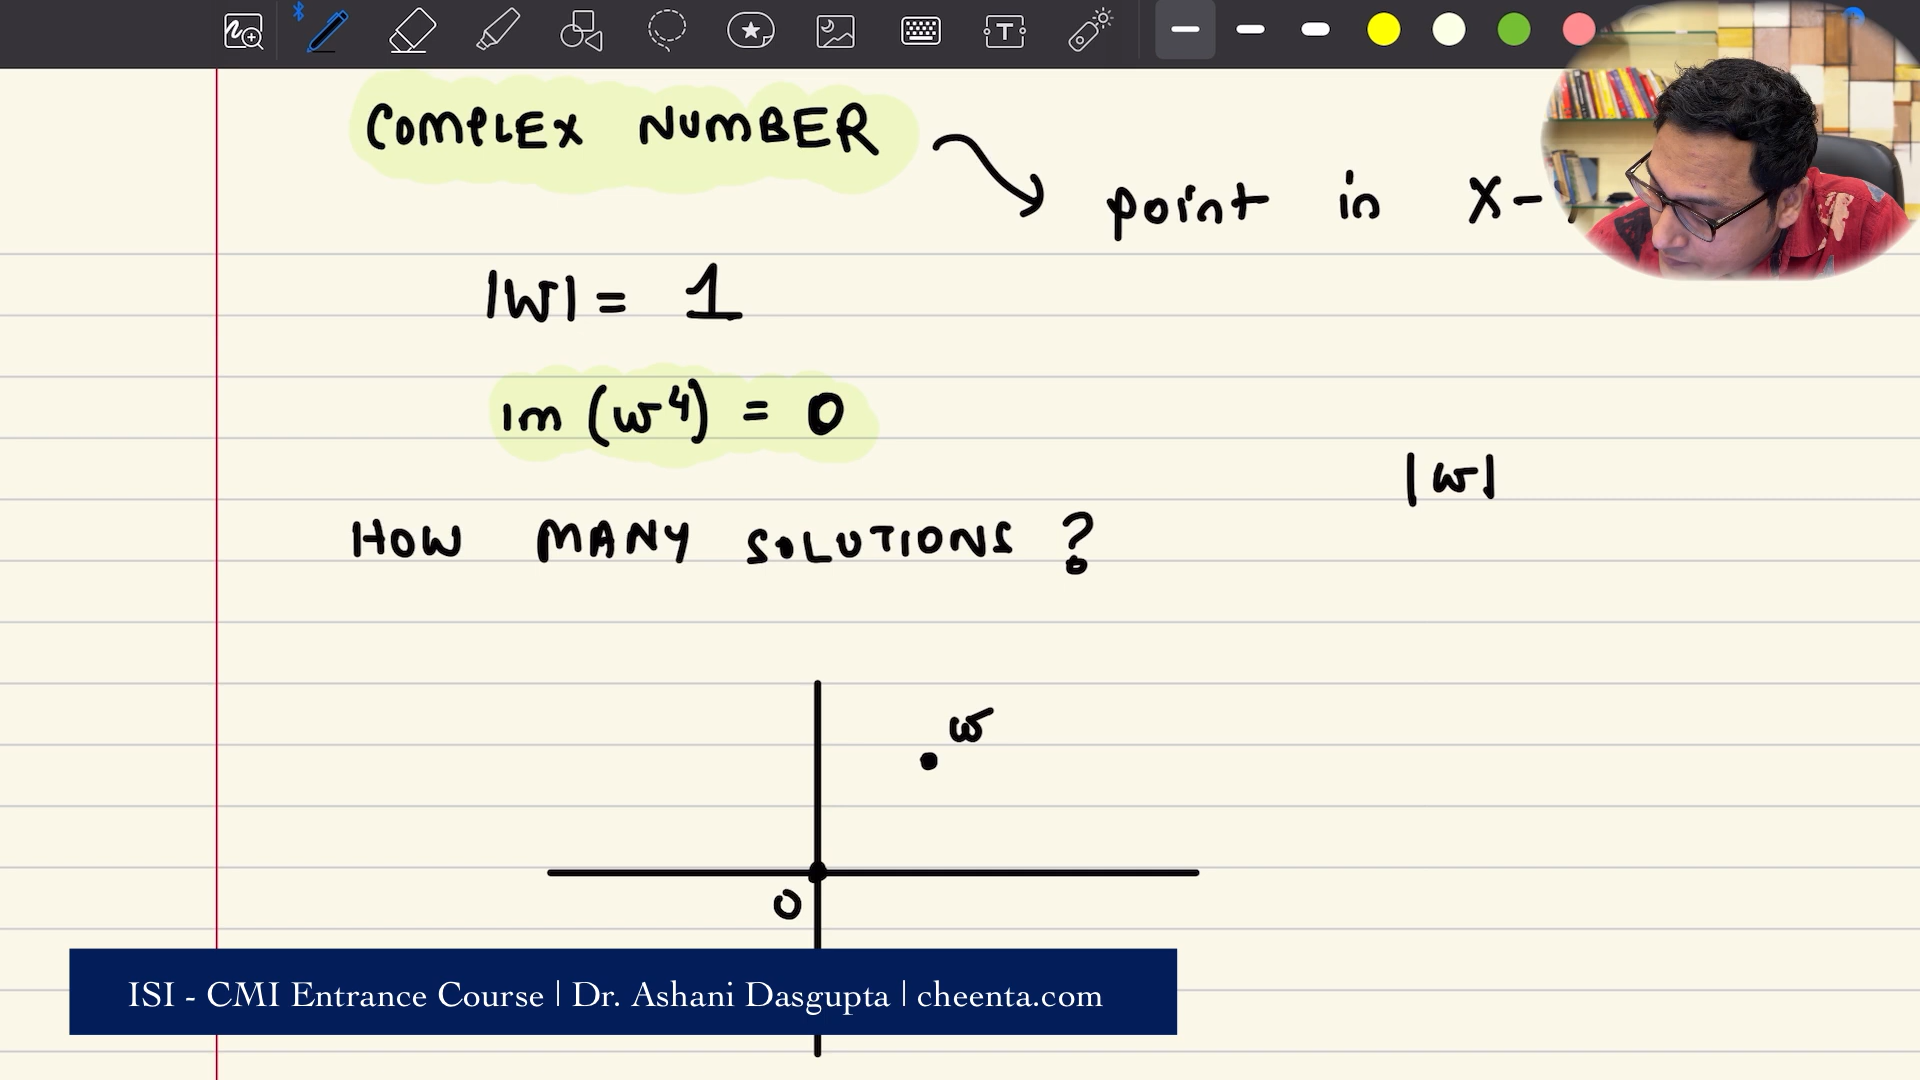 COMPLEX NUMBER
point in X-
|W| = 1
im (w⁴) = 0
|w|
HOW MANY SOLUTIONS ?
w
0
ISI - CMI Entrance Course | Dr. Ashani Dasgupta | cheenta.com